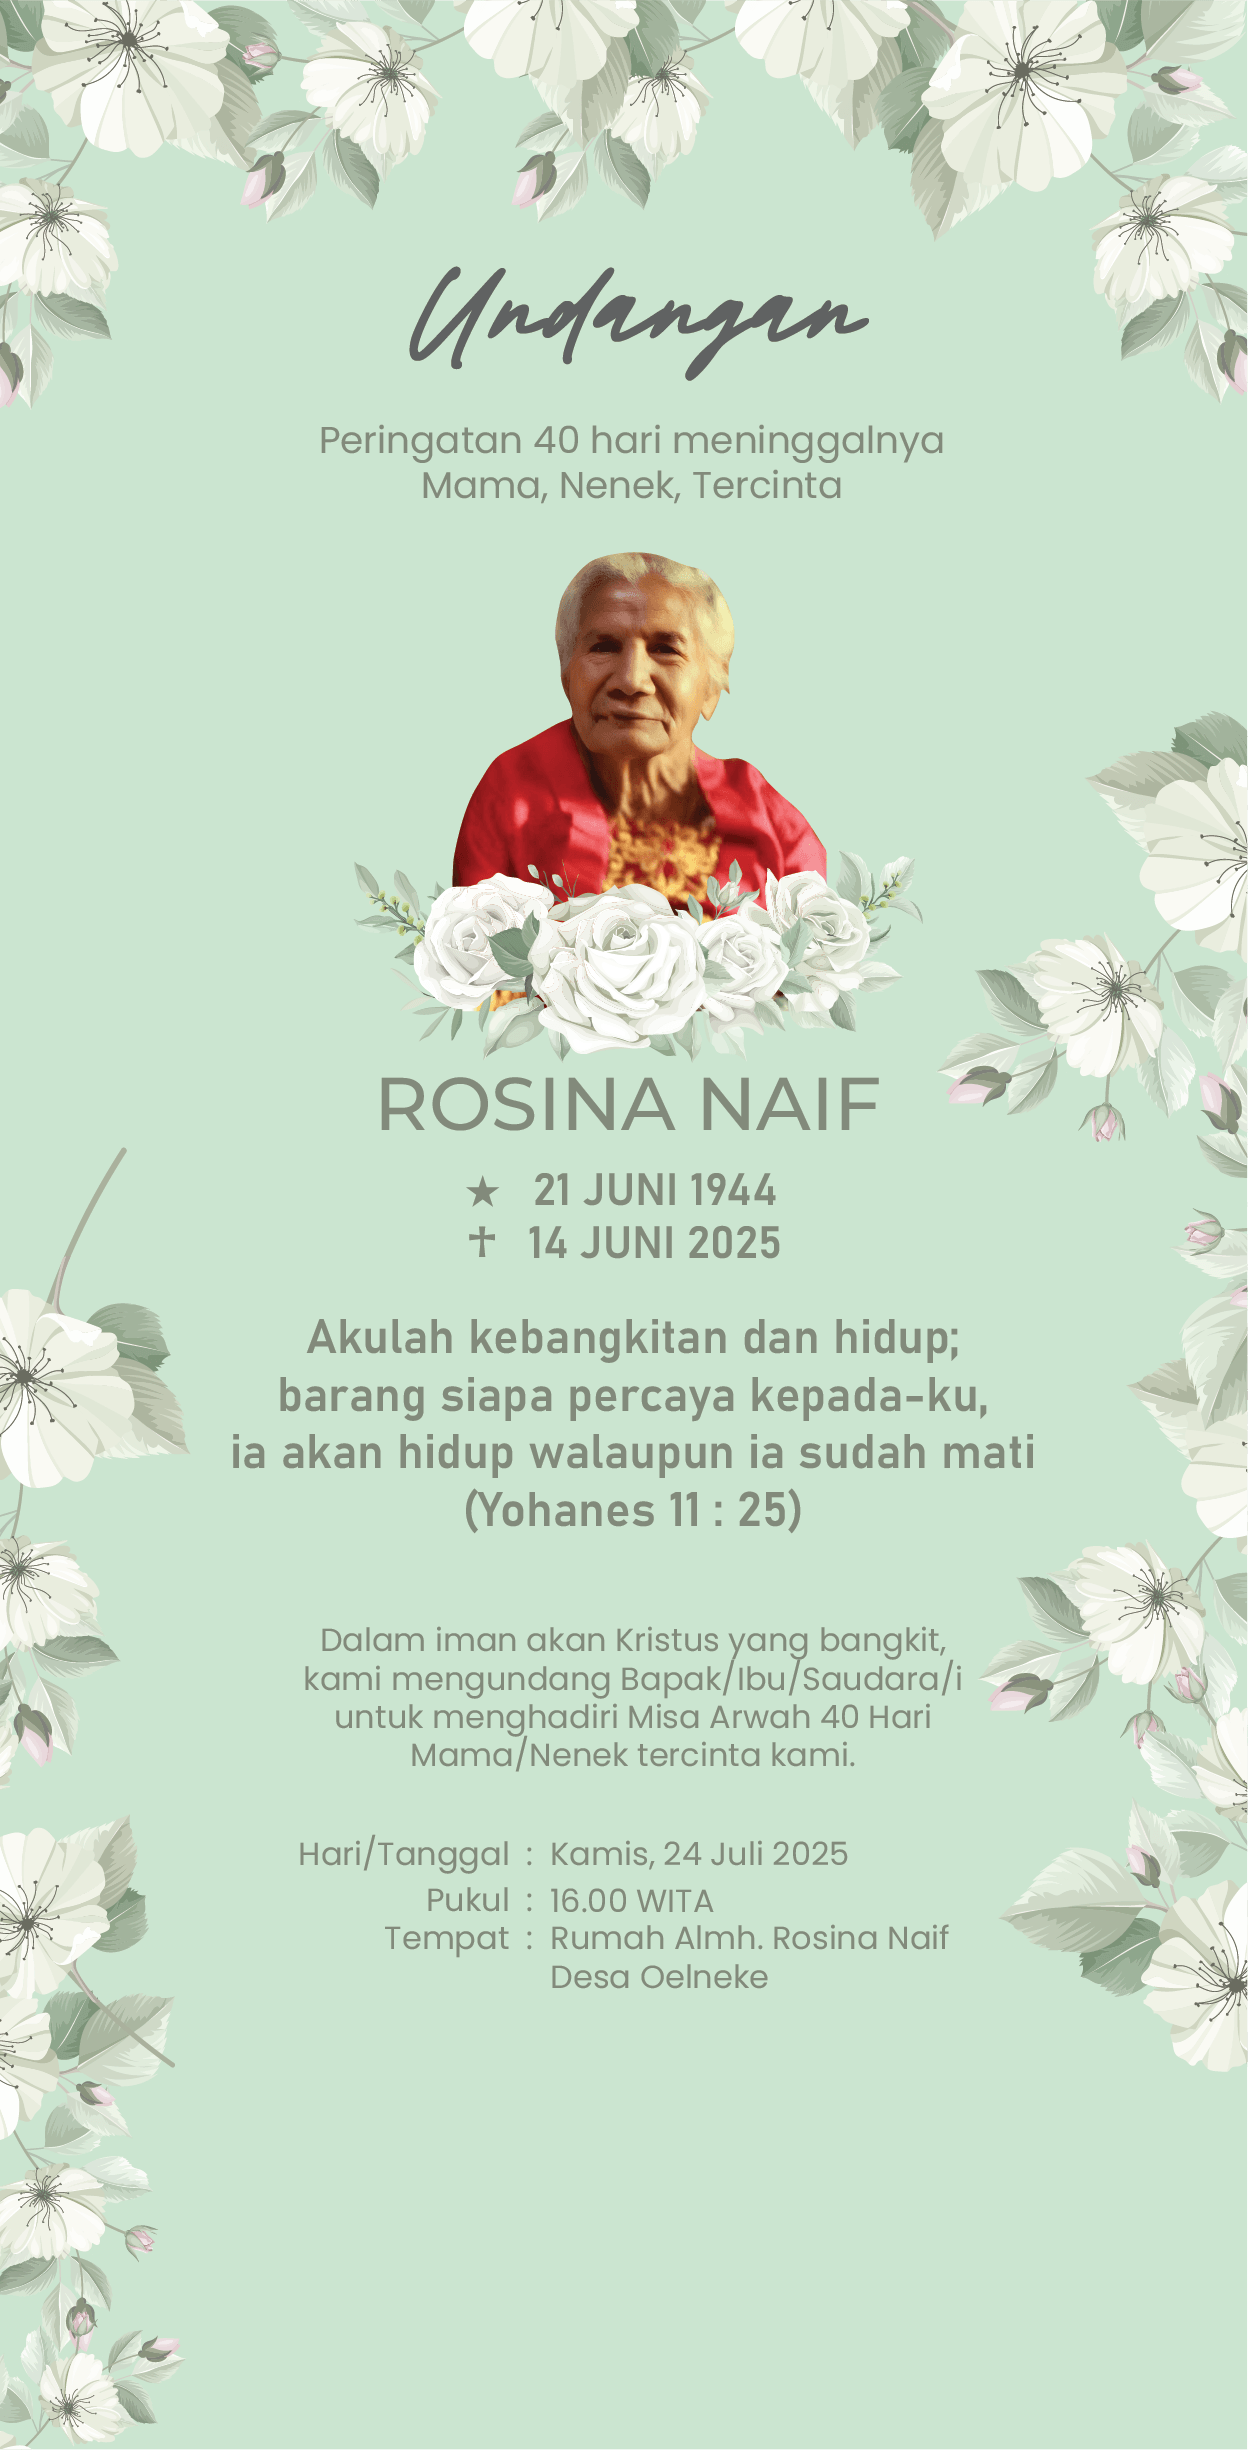 Undangan
Peringatan 40 hari meninggalnya
Mama, Nenek, Tercinta
ROSINA NAIF
★ 21 JUNI 1944
✝ 14 JUNI 2025
Akulah kebangkitan dan hidup;
barang siapa percaya kepada-ku,
ia akan hidup walaupun ia sudah mati
(Yohanes 11 : 25)
Dalam iman akan Kristus yang bangkit,
kami mengundang Bapak/Ibu/Saudara/i
untuk menghadiri Misa Arwah 40 Hari
Mama/Nenek tercinta kami.
Hari/Tanggal : Kamis, 24 Juli 2025
Pukul : 16.00 WITA
Tempat : Rumah Almh. Rosina Naif
Desa Oelneke